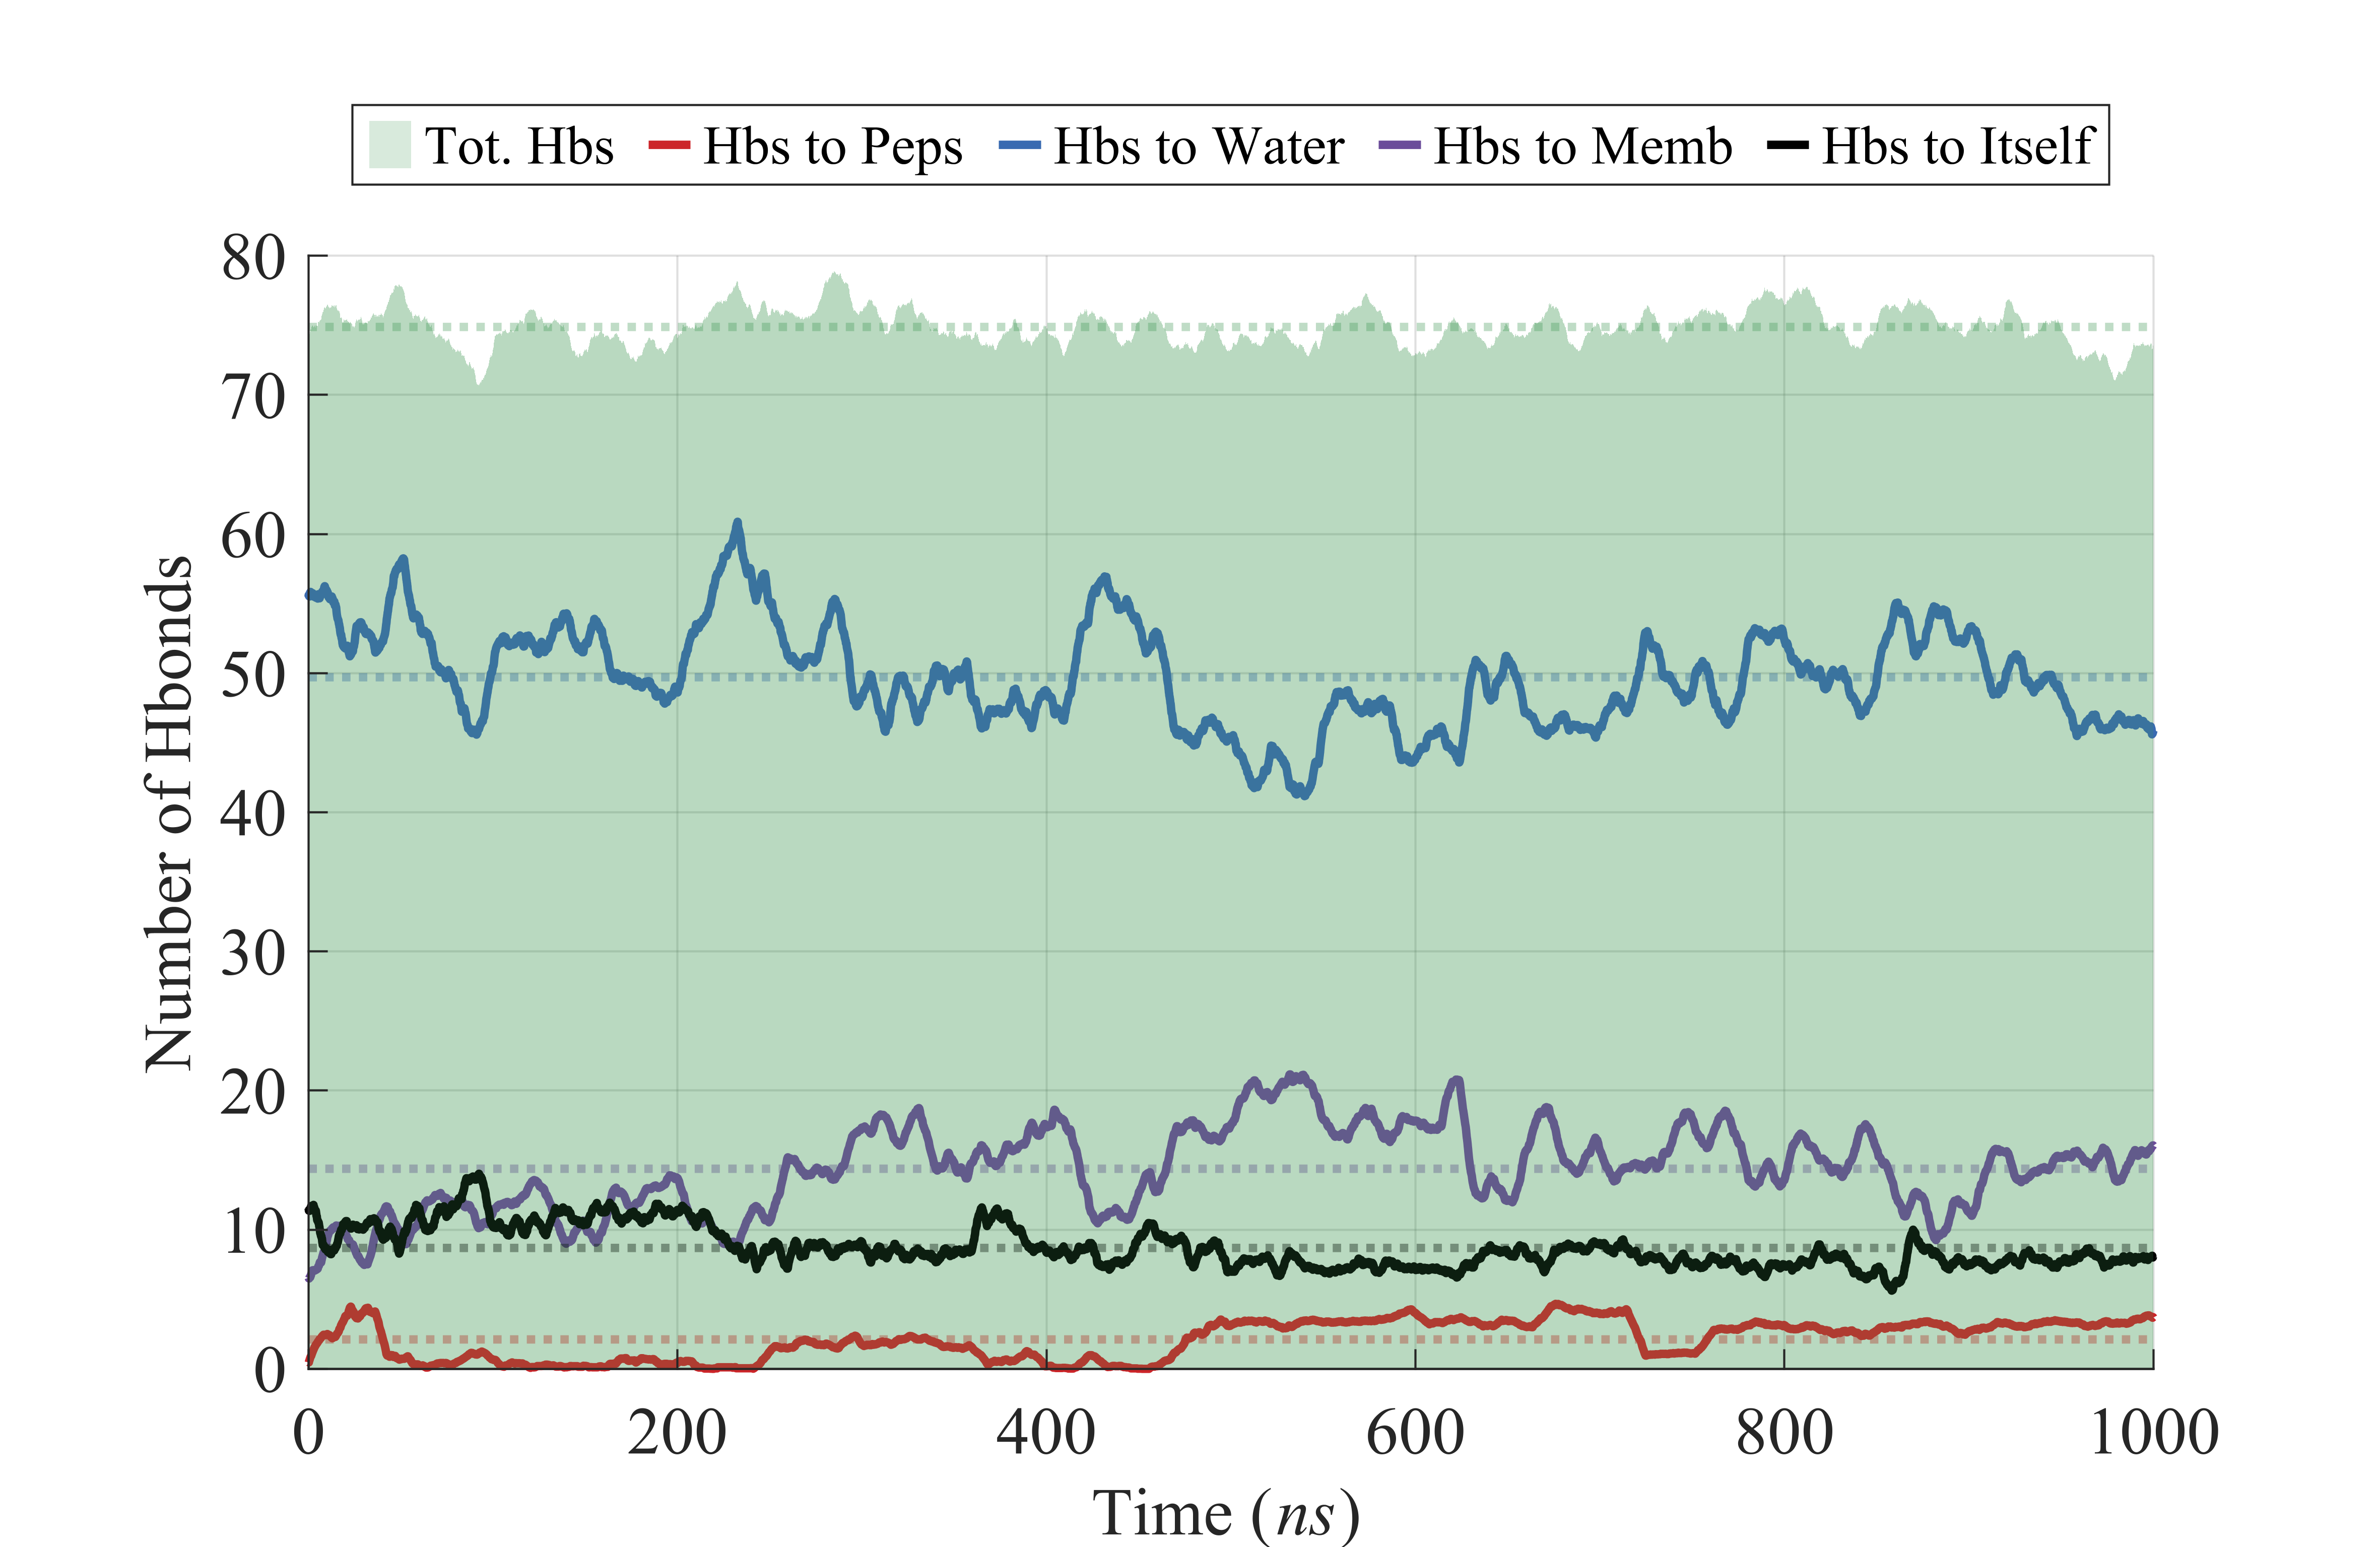 Tot. Hbs Hbs to Peps Hbs to Water Hbs to Memb Hbs to Itself
80
70
60
50
40
30
20
10
0
Number of Hbonds
0 200 400 600 800 1000
Time (ns)